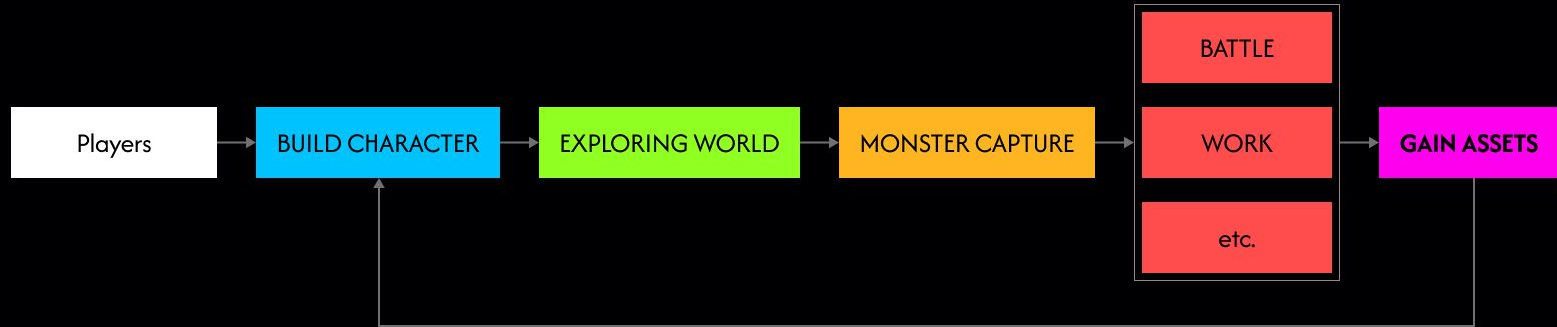 Players
BUILD CHARACTER
EXPLORING WORLD
MONSTER CAPTURE
BATTLE
WORK
etc.
GAIN ASSETS